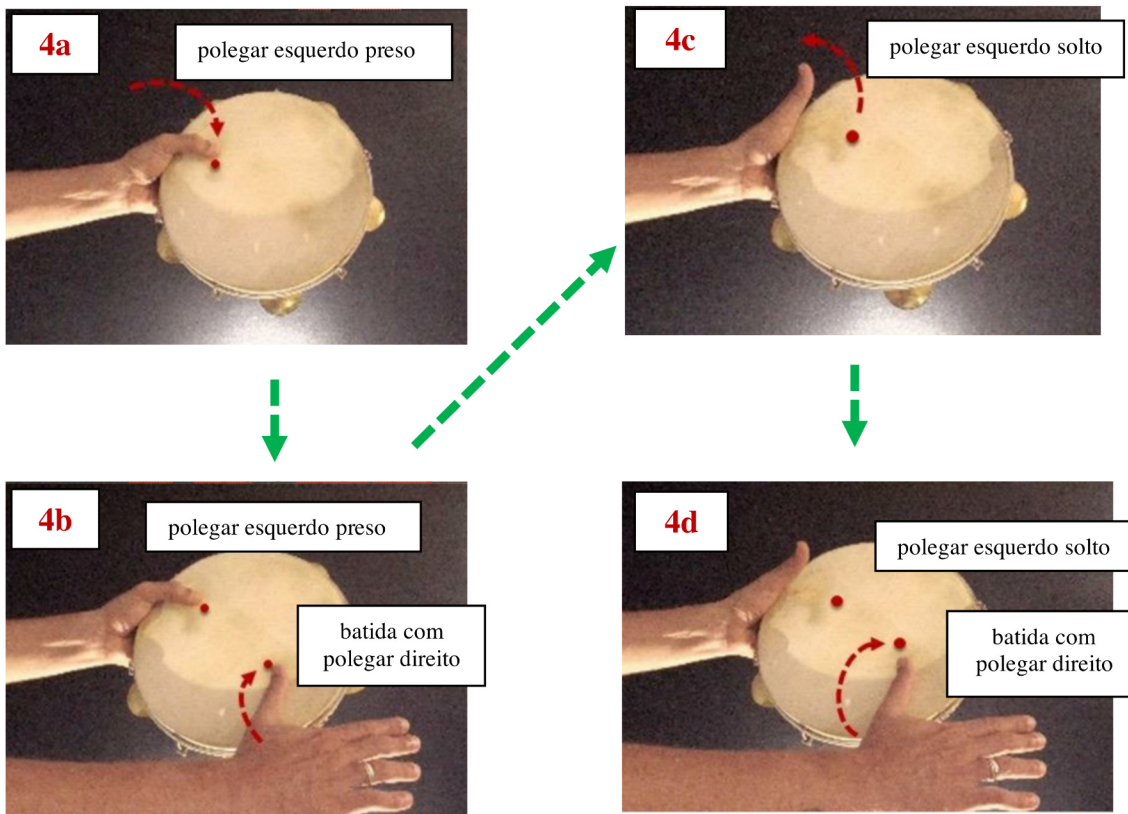 4a
polegar esquerdo preso
4b
polegar esquerdo preso
batida com
polegar direito
4c
polegar esquerdo solto
4d
polegar esquerdo solto
batida com
polegar direito